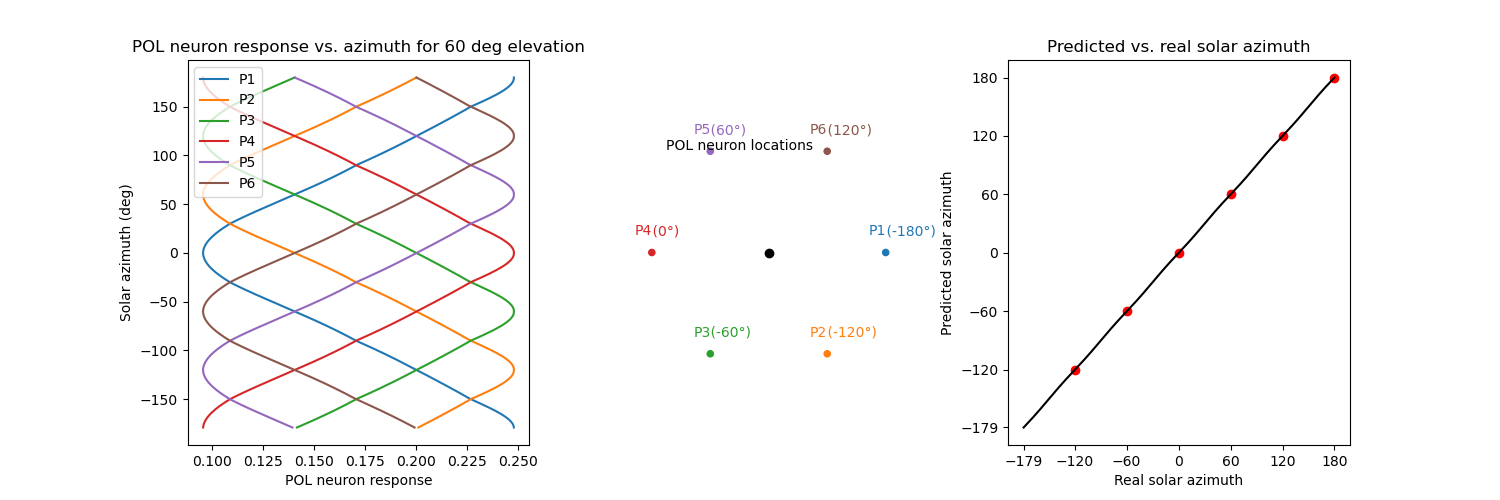 POL neuron response vs. azimuth for 60 deg elevation
P1
P2
P3
P4
P5
P6
150
100
50
0
−50
−100
−150
Solar azimuth (deg)
0.100 0.125 0.150 0.175 0.200 0.225 0.250
POL neuron response
P5(60°) P6(120°)
POL neuron locations
P4(0°) P1(-180°)
P3(-60°) P2(-120°)
Predicted vs. real solar azimuth
180
120
60
0
−60
−120
−179
Predicted solar azimuth
−179 −120 −60 0 60 120 180
Real solar azimuth